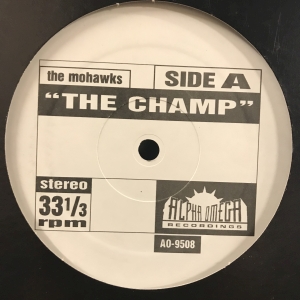 the mohawks
SIDE A
“THE CHAMP”
stereo
33 1/3
rpm
ALPHA OMEGA
RECORDINGS
AO-9508